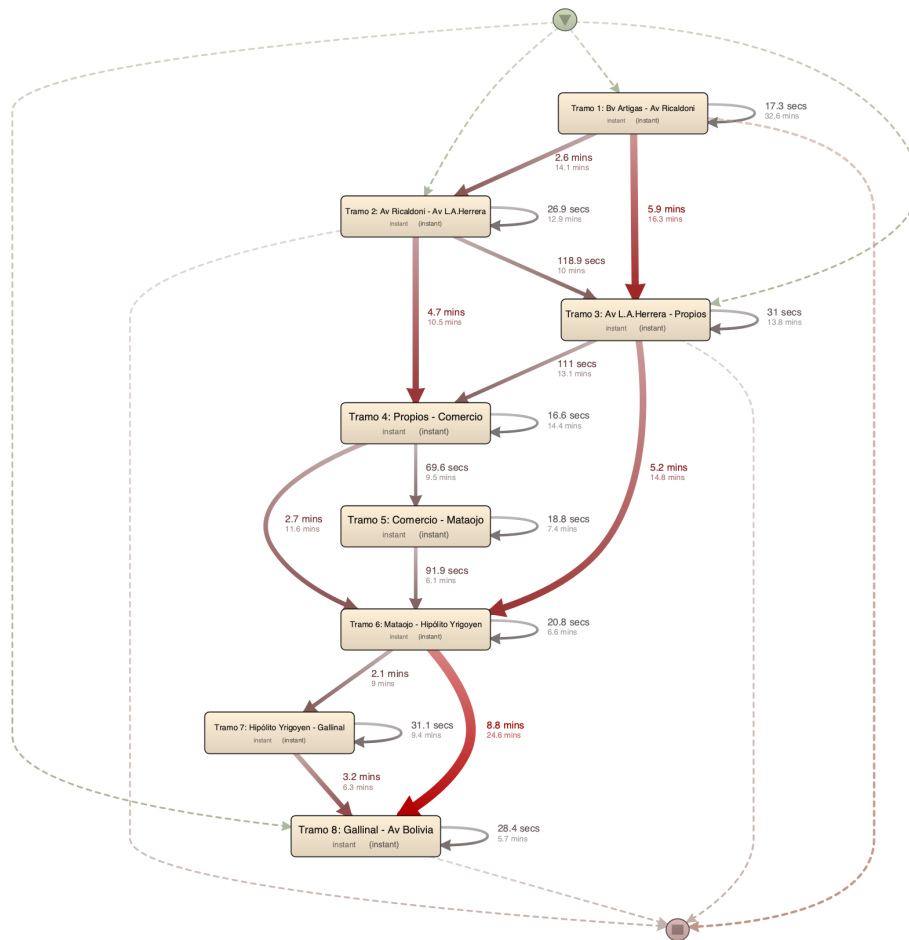 Tramo 1: Bv Artigas - Av Ricaldoni
instant (instant)
17.3 secs
32.6 mins
2.6 mins
14.1 mins
5.9 mins
16.3 mins
Tramo 2: Av Ricaldoni - Av L.A.Herrera
instant (instant)
26.9 secs
12.9 mins
118.9 secs
10 mins
4.7 mins
10.5 mins
Tramo 3: Av L.A.Herrera - Propios
instant (instant)
31 secs
13.8 mins
111 secs
13.1 mins
Tramo 4: Propios - Comercio
instant (instant)
16.6 secs
14.4 mins
69.6 secs
9.5 mins
5.2 mins
14.8 mins
2.7 mins
11.6 mins
Tramo 5: Comercio - Mataojo
instant (instant)
18.8 secs
7.4 mins
91.9 secs
6.1 mins
Tramo 6: Mataojo - Hipólito Yrigoyen
instant (instant)
20.8 secs
6.6 mins
2.1 mins
9 mins
8.8 mins
24.6 mins
Tramo 7: Hipólito Yrigoyen - Gallinal
instant (instant)
31.1 secs
9.4 mins
3.2 mins
6.3 mins
Tramo 8: Gallinal - Av Bolivia
instant (instant)
28.4 secs
5.7 mins